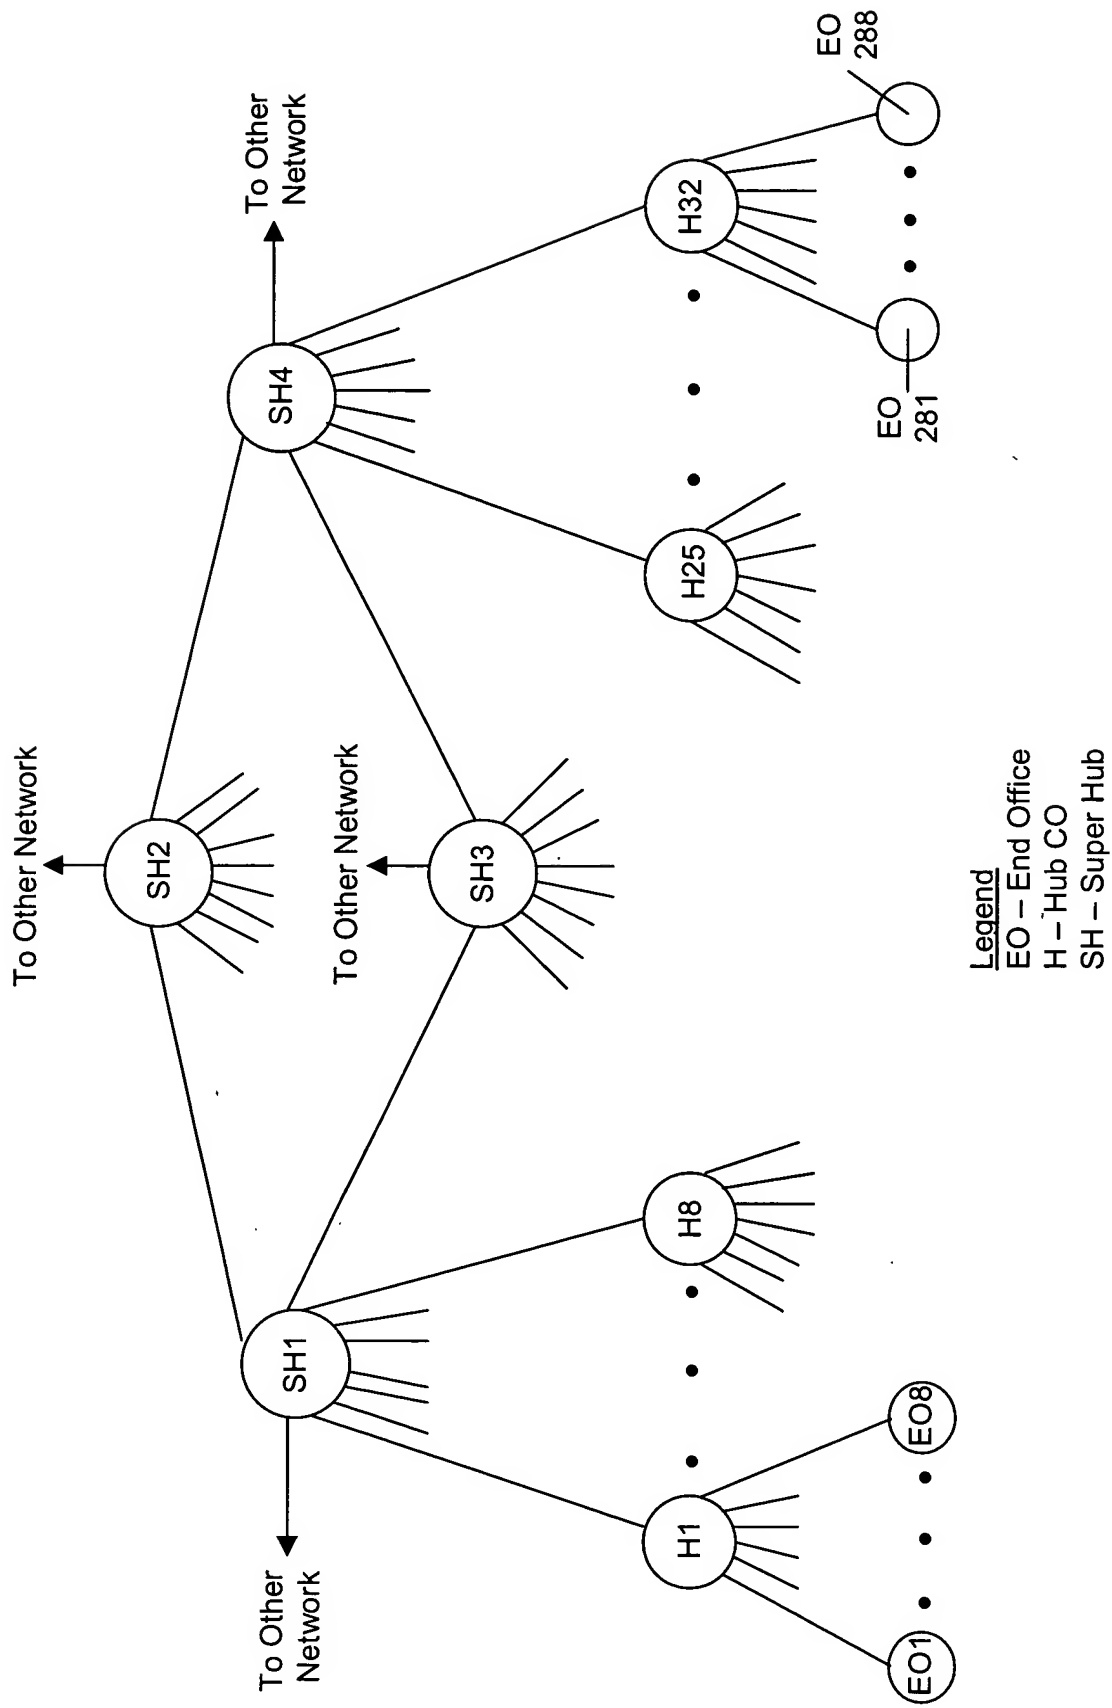 To Other Network
SH2
To Other
Network
SH1
SH4
To Other
Network
To Other Network
SH3
H1
H8
H25
H32
EO1
EO8
EO
281
EO
288
Legend
EO – End Office
H – Hub CO
SH – Super Hub